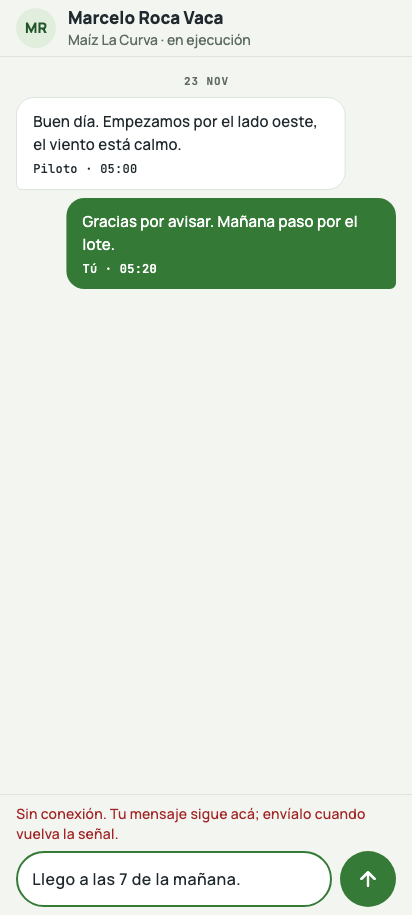 MR
Marcelo Roca Vaca
Maíz La Curva · en ejecución
23 NOV
Buen día. Empezamos por el lado oeste,
el viento está calmo.
Piloto · 05:00
Gracias por avisar. Mañana paso por el
lote.
Tú · 05:20
Sin conexión. Tu mensaje sigue acá; envíalo cuando
vuelva la señal.
Llego a las 7 de la mañana.